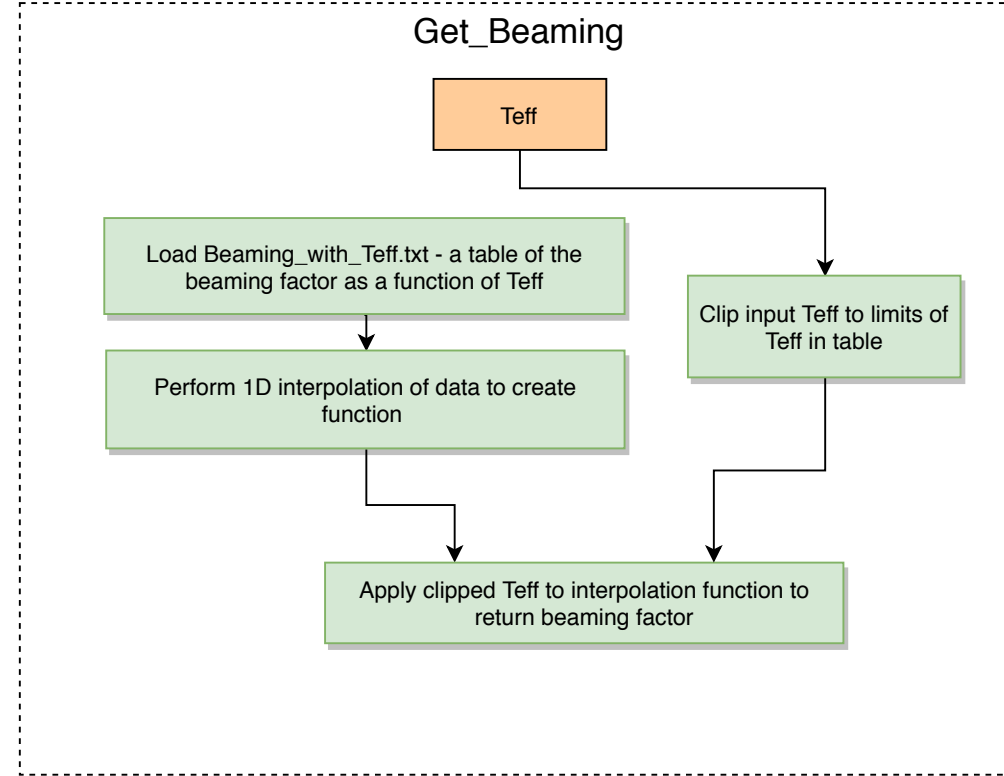 Get_Beaming
Teff
Load Beaming_with_Teff.txt - a table of the
beaming factor as a function of Teff
Clip input Teff to limits of
Teff in table
Perform 1D interpolation of data to create
function
Apply clipped Teff to interpolation function to
return beaming factor